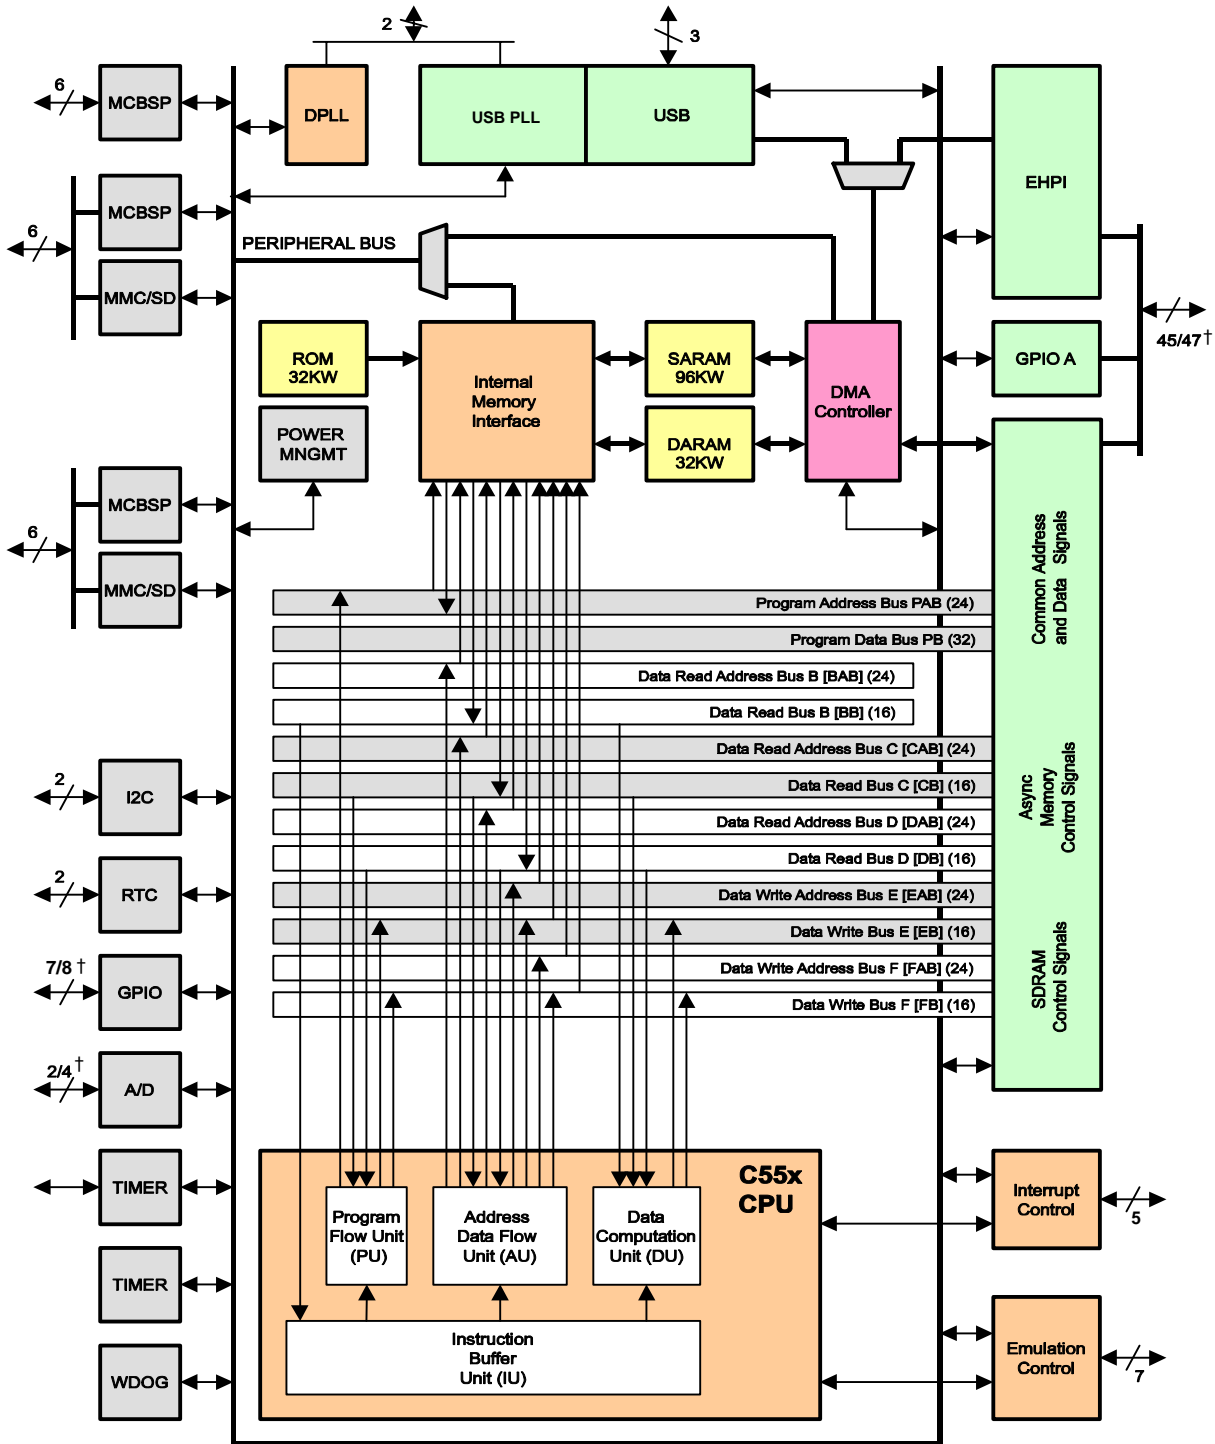 2
3
6
MCBSP
DPLL
USB PLL
USB
EHPI
6
MCBSP
MMC/SD
PERIPHERAL BUS
45/47†
ROM
32KW
Internal
Memory
Interface
SARAM
96KW
DMA
Controller
GPIO A
POWER
MNGMT
DARAM
32KW
6
MCBSP
MMC/SD
Common Address
and Data Signals
Program Address Bus PAB (24)
Program Data Bus PB (32)
Data Read Address Bus B [BAB] (24)
Data Read Bus B [BB] (16)
Data Read Address Bus C [CAB] (24)
Data Read Bus C [CB] (16)
Data Read Address Bus D [DAB] (24)
Data Read Bus D [DB] (16)
Data Write Address Bus E [EAB] (24)
Data Write Bus E [EB] (16)
Data Write Address Bus F [FAB] (24)
Data Write Bus F [FB] (16)
Async
Memory
Control Signals
SDRAM
Control Signals
2
I2C
2
RTC
7/8 †
GPIO
2/4 †
A/D
TIMER
TIMER
WDOG
C55x
CPU
Program
Flow Unit
(PU)
Address
Data Flow
Unit (AU)
Data
Computation
Unit (DU)
Instruction
Buffer
Unit (IU)
Interrupt
Control
5
Emulation
Control
7